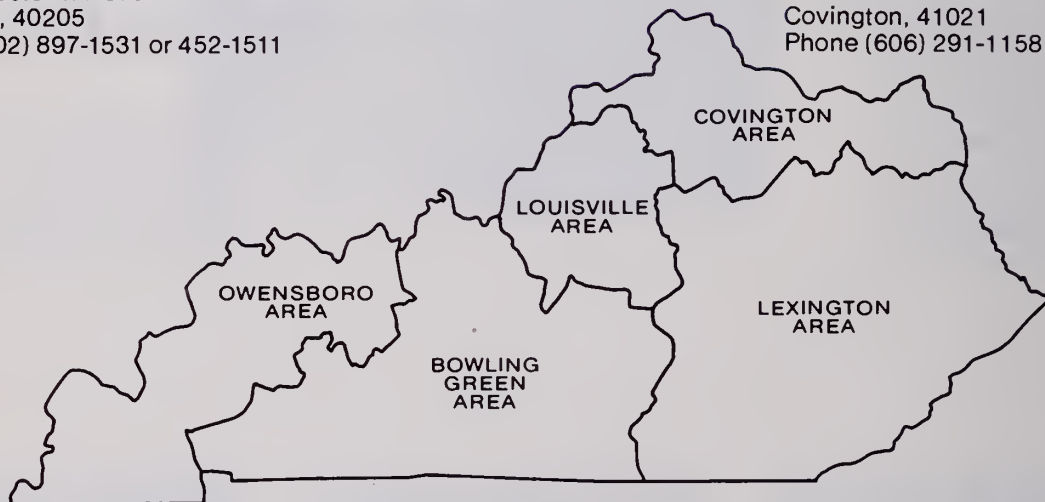 , 40205
02) 897-1531 or 452-1511
Covington, 41021
Phone (606) 291-1158
COVINGTON
AREA
LOUISVILLE
AREA
OWENSBORO
AREA
LEXINGTON
AREA
BOWLING
GREEN
AREA